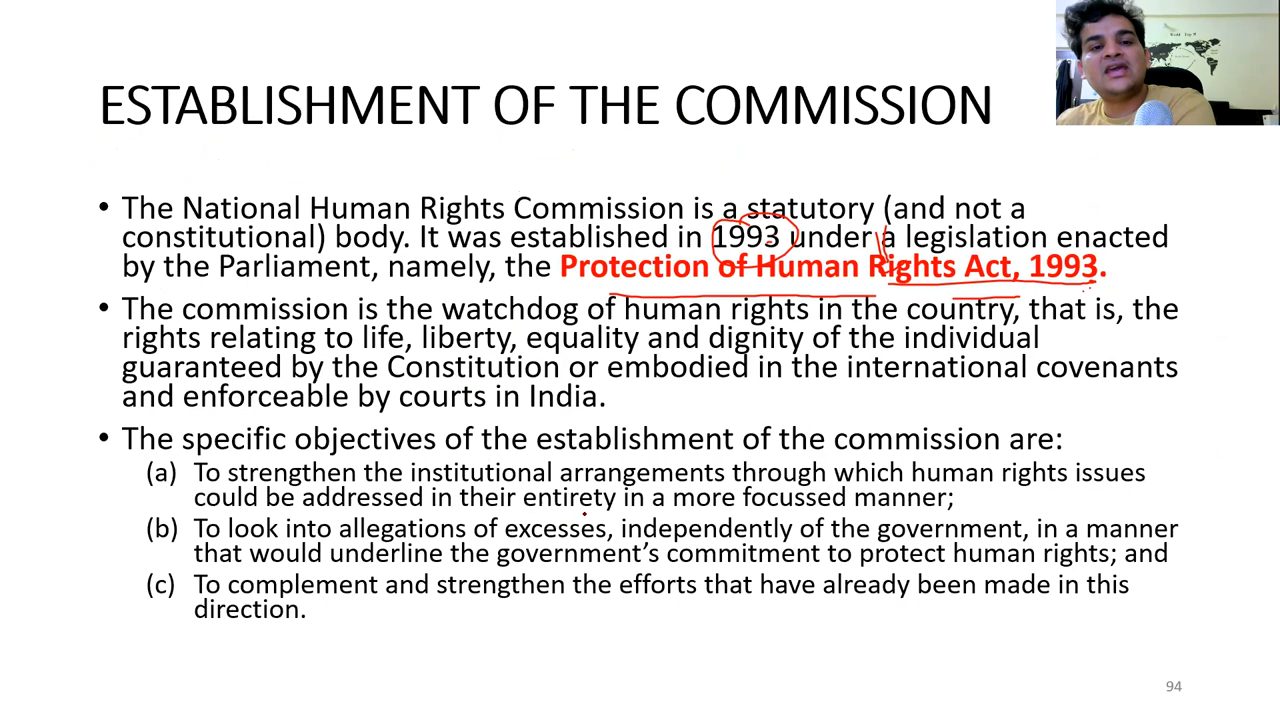 ESTABLISHMENT OF THE COMMISSION
• The National Human Rights Commission is a statutory (and not a
constitutional) body. It was established in 1993 under a legislation enacted
by the Parliament, namely, the Protection of Human Rights Act, 1993.
• The commission is the watchdog of human rights in the country, that is, the
rights relating to life, liberty, equality and dignity of the individual
guaranteed by the Constitution or embodied in the international covenants
and enforceable by courts in India.
• The specific objectives of the establishment of the commission are:
(a) To strengthen the institutional arrangements through which human rights issues
could be addressed in their entirety in a more focussed manner;
(b) To look into allegations of excesses, independently of the government, in a manner
that would underline the government’s commitment to protect human rights; and
(c) To complement and strengthen the efforts that have already been made in this
direction.
94